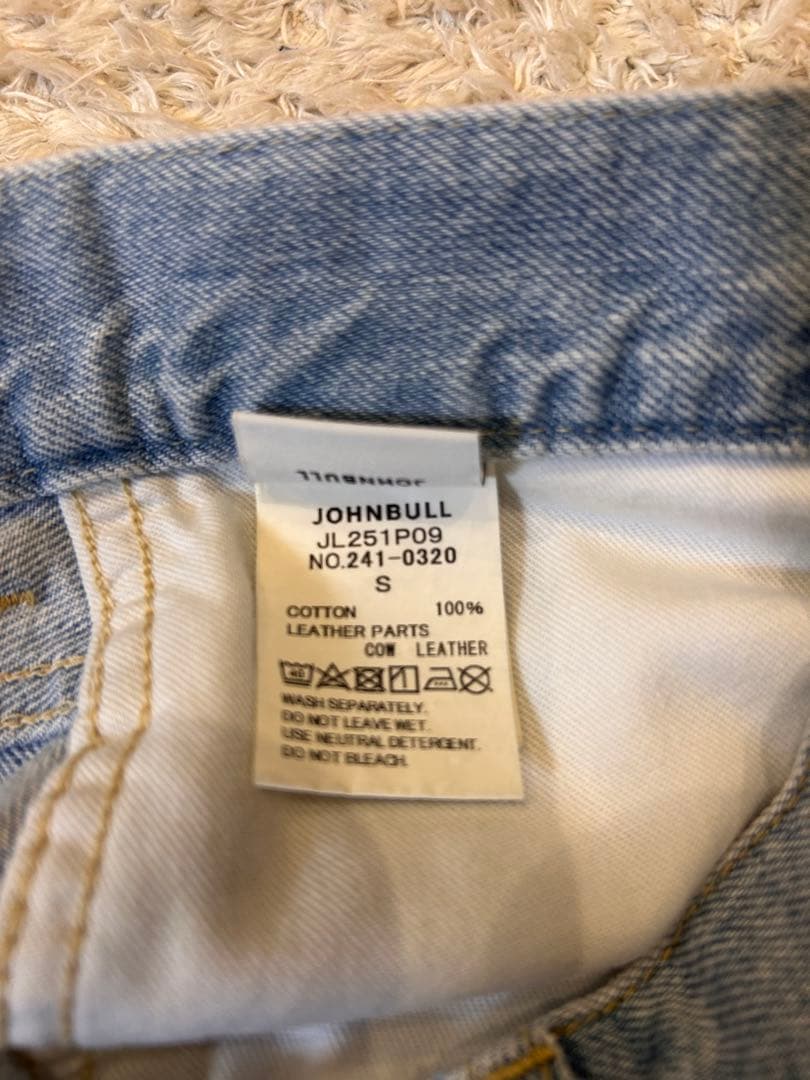 JOHNBULL
JOHNBULL
JL251P09
NO.241-0320
S
COTTON 100%
LEATHER PARTS
COW LEATHER
40
WASH SEPARATELY.
DO NOT LEAVE WET.
USE NEUTRAL DETERGENT.
DO NOT BLEACH.